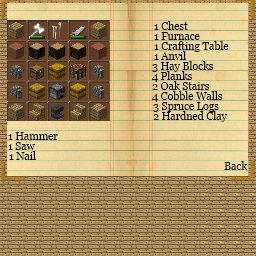 1 Chest
1 Furnace
1 Crafting Table
1 Anvil
3 Hay Blocks
4 Planks
2 Oak Stairs
4 Cobble Walls
3 Spruce Logs
2 Hardned Clay
1 Hammer
1 Saw
1 Nail
Back